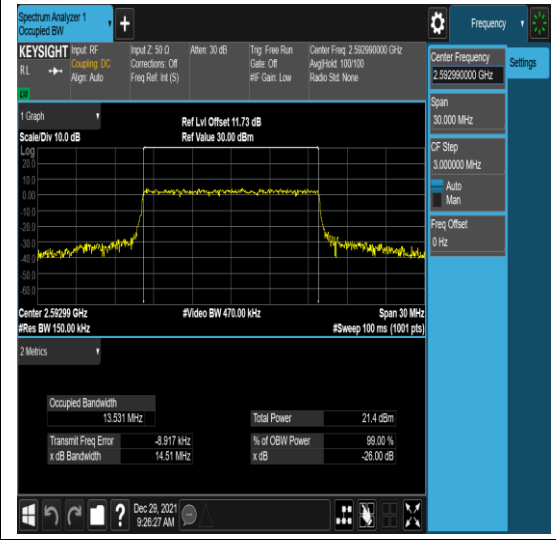 Spectrum Analyzer 1
Occupied BW
+
Frequency
KEYSIGHT
RL
LXI
Input: RF
Coupling: DC
Align: Auto
Input Z: 50 Ω
Corrections: Off
Freq Ref: Int (S)
Atten: 30 dB
Trig: Free Run
Gate: Off
#IF Gain: Low
Center Freq: 2.592990000 GHz
Avg|Hold: 100/100
Radio Std: None
Center Frequency
2.592990000 GHz
Settings
Span
30.000 MHz
CF Step
3.000000 MHz
Auto
Man
Freq Offset
0 Hz
1 Graph
Scale/Div 10.0 dB
Ref Lvl Offset 11.73 dB
Ref Value 30.00 dBm
Log
20.0
10.0
0.00
-10.0
-20.0
-30.0
-40.0
-50.0
-60.0
Center 2.59299 GHz
#Video BW 470.00 kHz
Span 30 MHz
#Res BW 150.00 kHz
#Sweep 100 ms (1001 pts)
2 Metrics
Occupied Bandwidth
13.531 MHz
Total Power
21.4 dBm
Transmit Freq Error
-8.917 kHz
% of OBW Power
99.00 %
x dB Bandwidth
14.51 MHz
x dB
-26.00 dB
?
Dec 29, 2021
9:26:27 AM